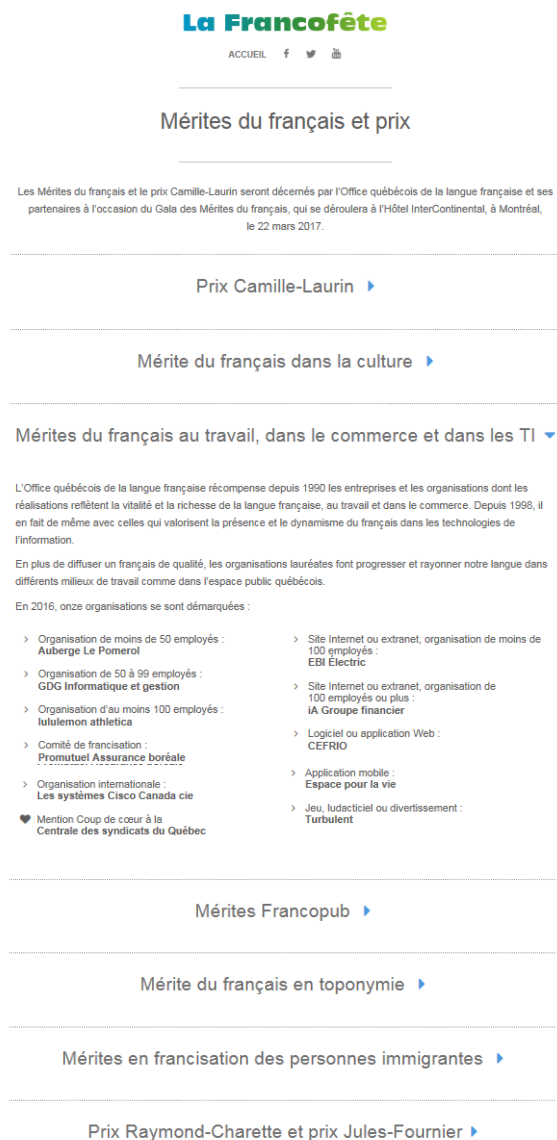 La Francofête
ACCUEIL
Mérites du français et prix
Les Mérites du français et le prix Camille-Laurin seront décernés par l'Office québécois de la langue française et ses
partenaires à l'occasion du Gala des Mérites du français, qui se déroulera à l'Hôtel InterContinental, à Montréal,
le 22 mars 2017.
Prix Camille-Laurin
Mérite du français dans la culture
Mérites du français au travail, dans le commerce et dans les TI
L'Office québécois de la langue française récompense depuis 1990 les entreprises et les organisations dont les
réalisations reflètent la vitalité et la richesse de la langue française, au travail et dans le commerce. Depuis 1998, il
en fait de même avec celles qui valorisent la présence et le dynamisme du français dans les technologies de
l'information.
En plus de diffuser un français de qualité, les organisations lauréates font progresser et rayonner notre langue dans
différents milieux de travail comme dans l'espace public québécois.
En 2016, onze organisations se sont démarquées :
Organisation de moins de 50 employés :
Auberge Le Pomerol
Organisation de 50 à 99 employés :
GDG Informatique et gestion
Organisation d'au moins 100 employés :
lululemon athletica
Comité de francisation :
Promutuel Assurance boréale
Organisation internationale :
Les systèmes Cisco Canada cie
Mention Coup de cœur à la
Centrale des syndicats du Québec
Site Internet ou extranet, organisation de moins de
100 employés :
EBI Électric
Site Internet ou extranet, organisation de
100 employés ou plus :
iA Groupe financier
Logiciel ou application Web :
CEFRIO
Application mobile :
Espace pour la vie
Jeu, ludacticiel ou divertissement :
Turbulent
Mérites Francopub
Mérite du français en toponymie
Mérites en francisation des personnes immigrantes
Prix Raymond-Charette et prix Jules-Fournier